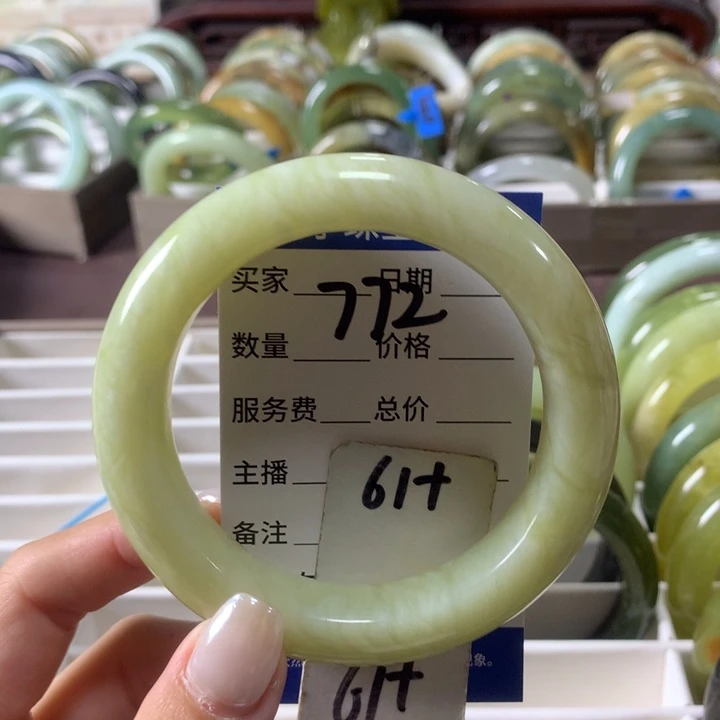 买家 日期
772
数量 价格
服务费 总价
主播
61+
备注
61+ 象。